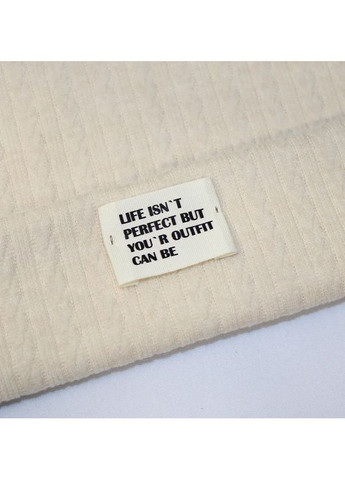 LIFE ISN`T
PERFECT BUT
YOU`R OUTFIT
CAN BE